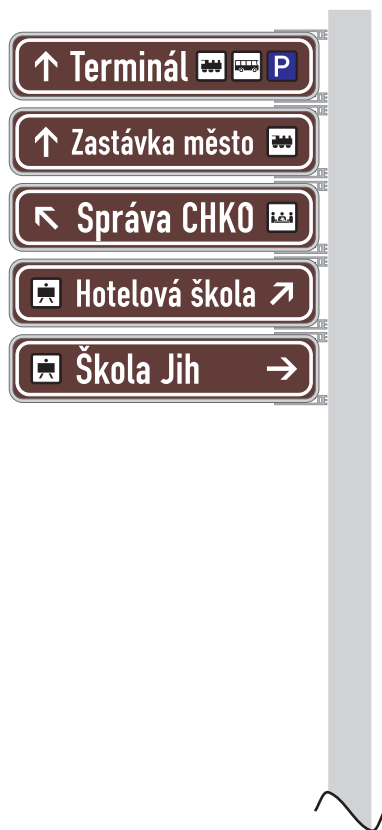 Terminál P
Zastávka město
Správa CHKO
Hotelová škola
Škola Jih